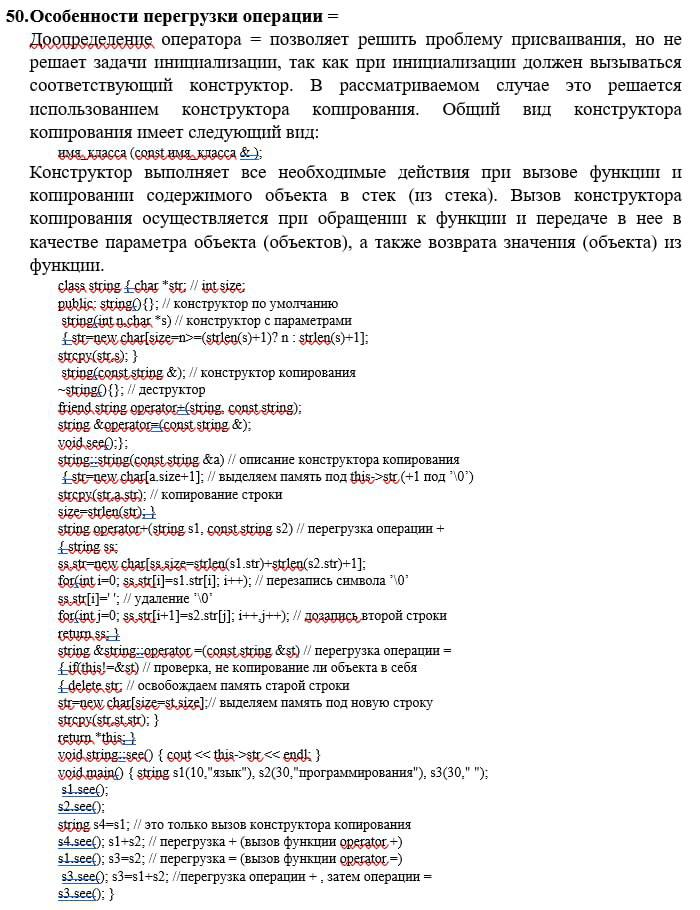 50. Особенности перегрузки операции =
Доопределение оператора = позволяет решить проблему присваивания, но не
решает задачи инициализации, так как при инициализации должен вызываться
соответствующий конструктор. В рассматриваемом случае это решается
использованием конструктора копирования. Общий вид конструктора
копирования имеет следующий вид:
имя_класса (const имя_класса & );
Конструктор выполняет все необходимые действия при вызове функции и
копировании содержимого объекта в стек (из стека). Вызов конструктора
копирования осуществляется при обращении к функции и передаче в нее в
качестве параметра объекта (объектов), а также возврата значения (объекта) из
функции.
class string { char *str; // int size;
public: string(){}; // конструктор по умолчанию
string(int n,char *s) // конструктор с параметрами
{ str=new char[size=n>=(strlen(s)+1)? n : strlen(s)+1];
strcpy(str,s); }
string(const string &); // конструктор копирования
~string(){}; // деструктор
friend string operator+(string, const string);
string &operator=(const string &);
void see();};
string::string(const string &a) // описание конструктора копирования
{ str=new char[a.size+1]; // выделяем память под this->str (+1 под ’\0’)
strcpy(str,a.str); // копирование строки
size=strlen(str); }
string operator+(string s1, const string s2) // перегрузка операции +
{ string ss;
ss.str=new char[ss.size=strlen(s1.str)+strlen(s2.str)+1];
for(int i=0; ss.str[i]=s1.str[i]; i++); // перезапись символа ’\0’
ss.str[i]=' '; // удаление ’\0’
for(int j=0; ss.str[i+1]=s2.str[j]; i++,j++); // дозапись второй строки
return ss; }
string &string::operator =(const string &st) // перегрузка операции =
{ if(this!=&st) // проверка, не копирование ли объекта в себя
{ delete str; // освобождаем память старой строки
str=new char[size=st.size];// выделяем память под новую строку
strcpy(str,st.str); }
return *this; }
void string::see() { cout << this->str << endl; }
void main() { string s1(10,"язык"), s2(30,"программирования"), s3(30," ");
s1.see();
s2.see();
string s4=s1; // это только вызов конструктора копирования
s4.see(); s1+s2; // перегрузка + (вызов функции operator +)
s1.see(); s3=s2; // перегрузка = (вызов функции operator =)
s3.see(); s3=s1+s2; //перегрузка операции + , затем операции =
s3.see(); }